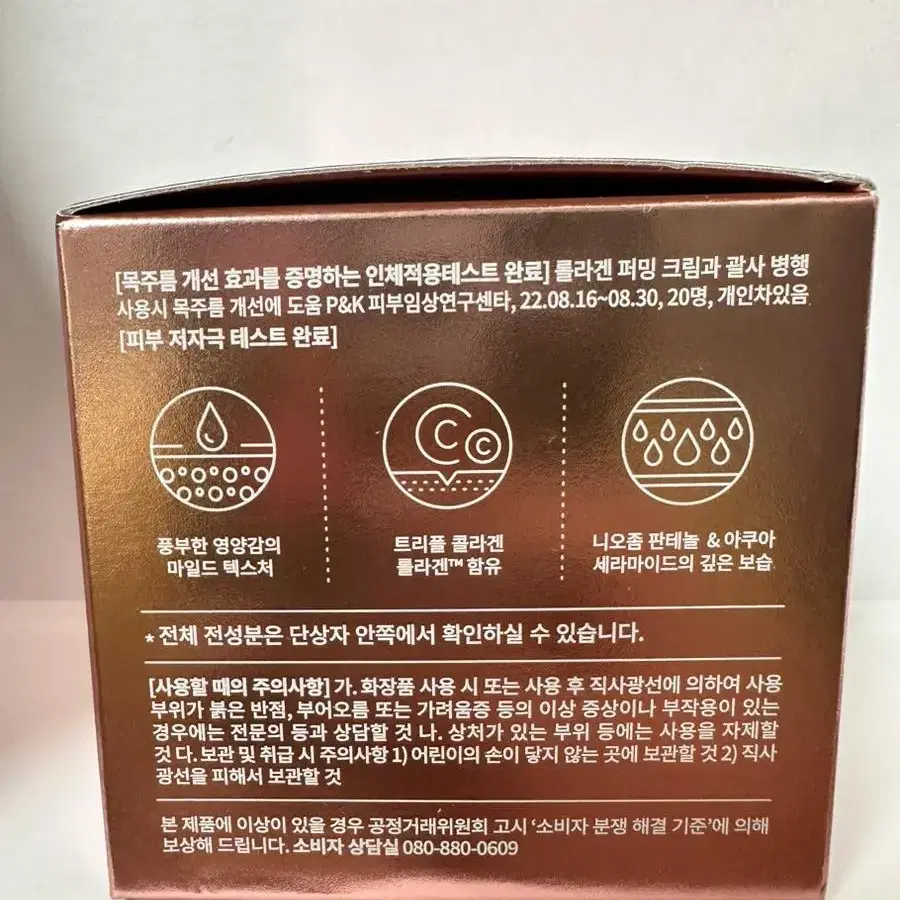 [목주름 개선 효과를 증명하는 인체적용테스트 완료] 롤라겐 퍼밍 크림과 괄사 병행
사용시 목주름 개선에 도움 P&K 피부임상연구센타, 22.08.16~08.30, 20명, 개인차있음
[피부 저자극 테스트 완료]
C
©
풍부한 영양감의
마일드 텍스처
트리플 콜라겐
롤라겐™ 함유
니오좀 판테놀 & 아쿠아
세라마이드의 깊은 보습
* 전체 전성분은 단상자 안쪽에서 확인하실 수 있습니다.
[사용할 때의 주의사항] 가. 화장품 사용 시 또는 사용 후 직사광선에 의하여 사용
부위가 붉은 반점, 부어오름 또는 가려움증 등의 이상 증상이나 부작용이 있는
경우에는 전문의 등과 상담할 것 나. 상처가 있는 부위 등에는 사용을 자제할
것 다. 보관 및 취급 시 주의사항 1) 어린이의 손이 닿지 않는 곳에 보관할 것 2) 직사
광선을 피해서 보관할 것
본 제품에 이상이 있을 경우 공정거래위원회 고시 '소비자 분쟁 해결 기준'에 의해
보상해 드립니다. 소비자 상담실 080-880-0609